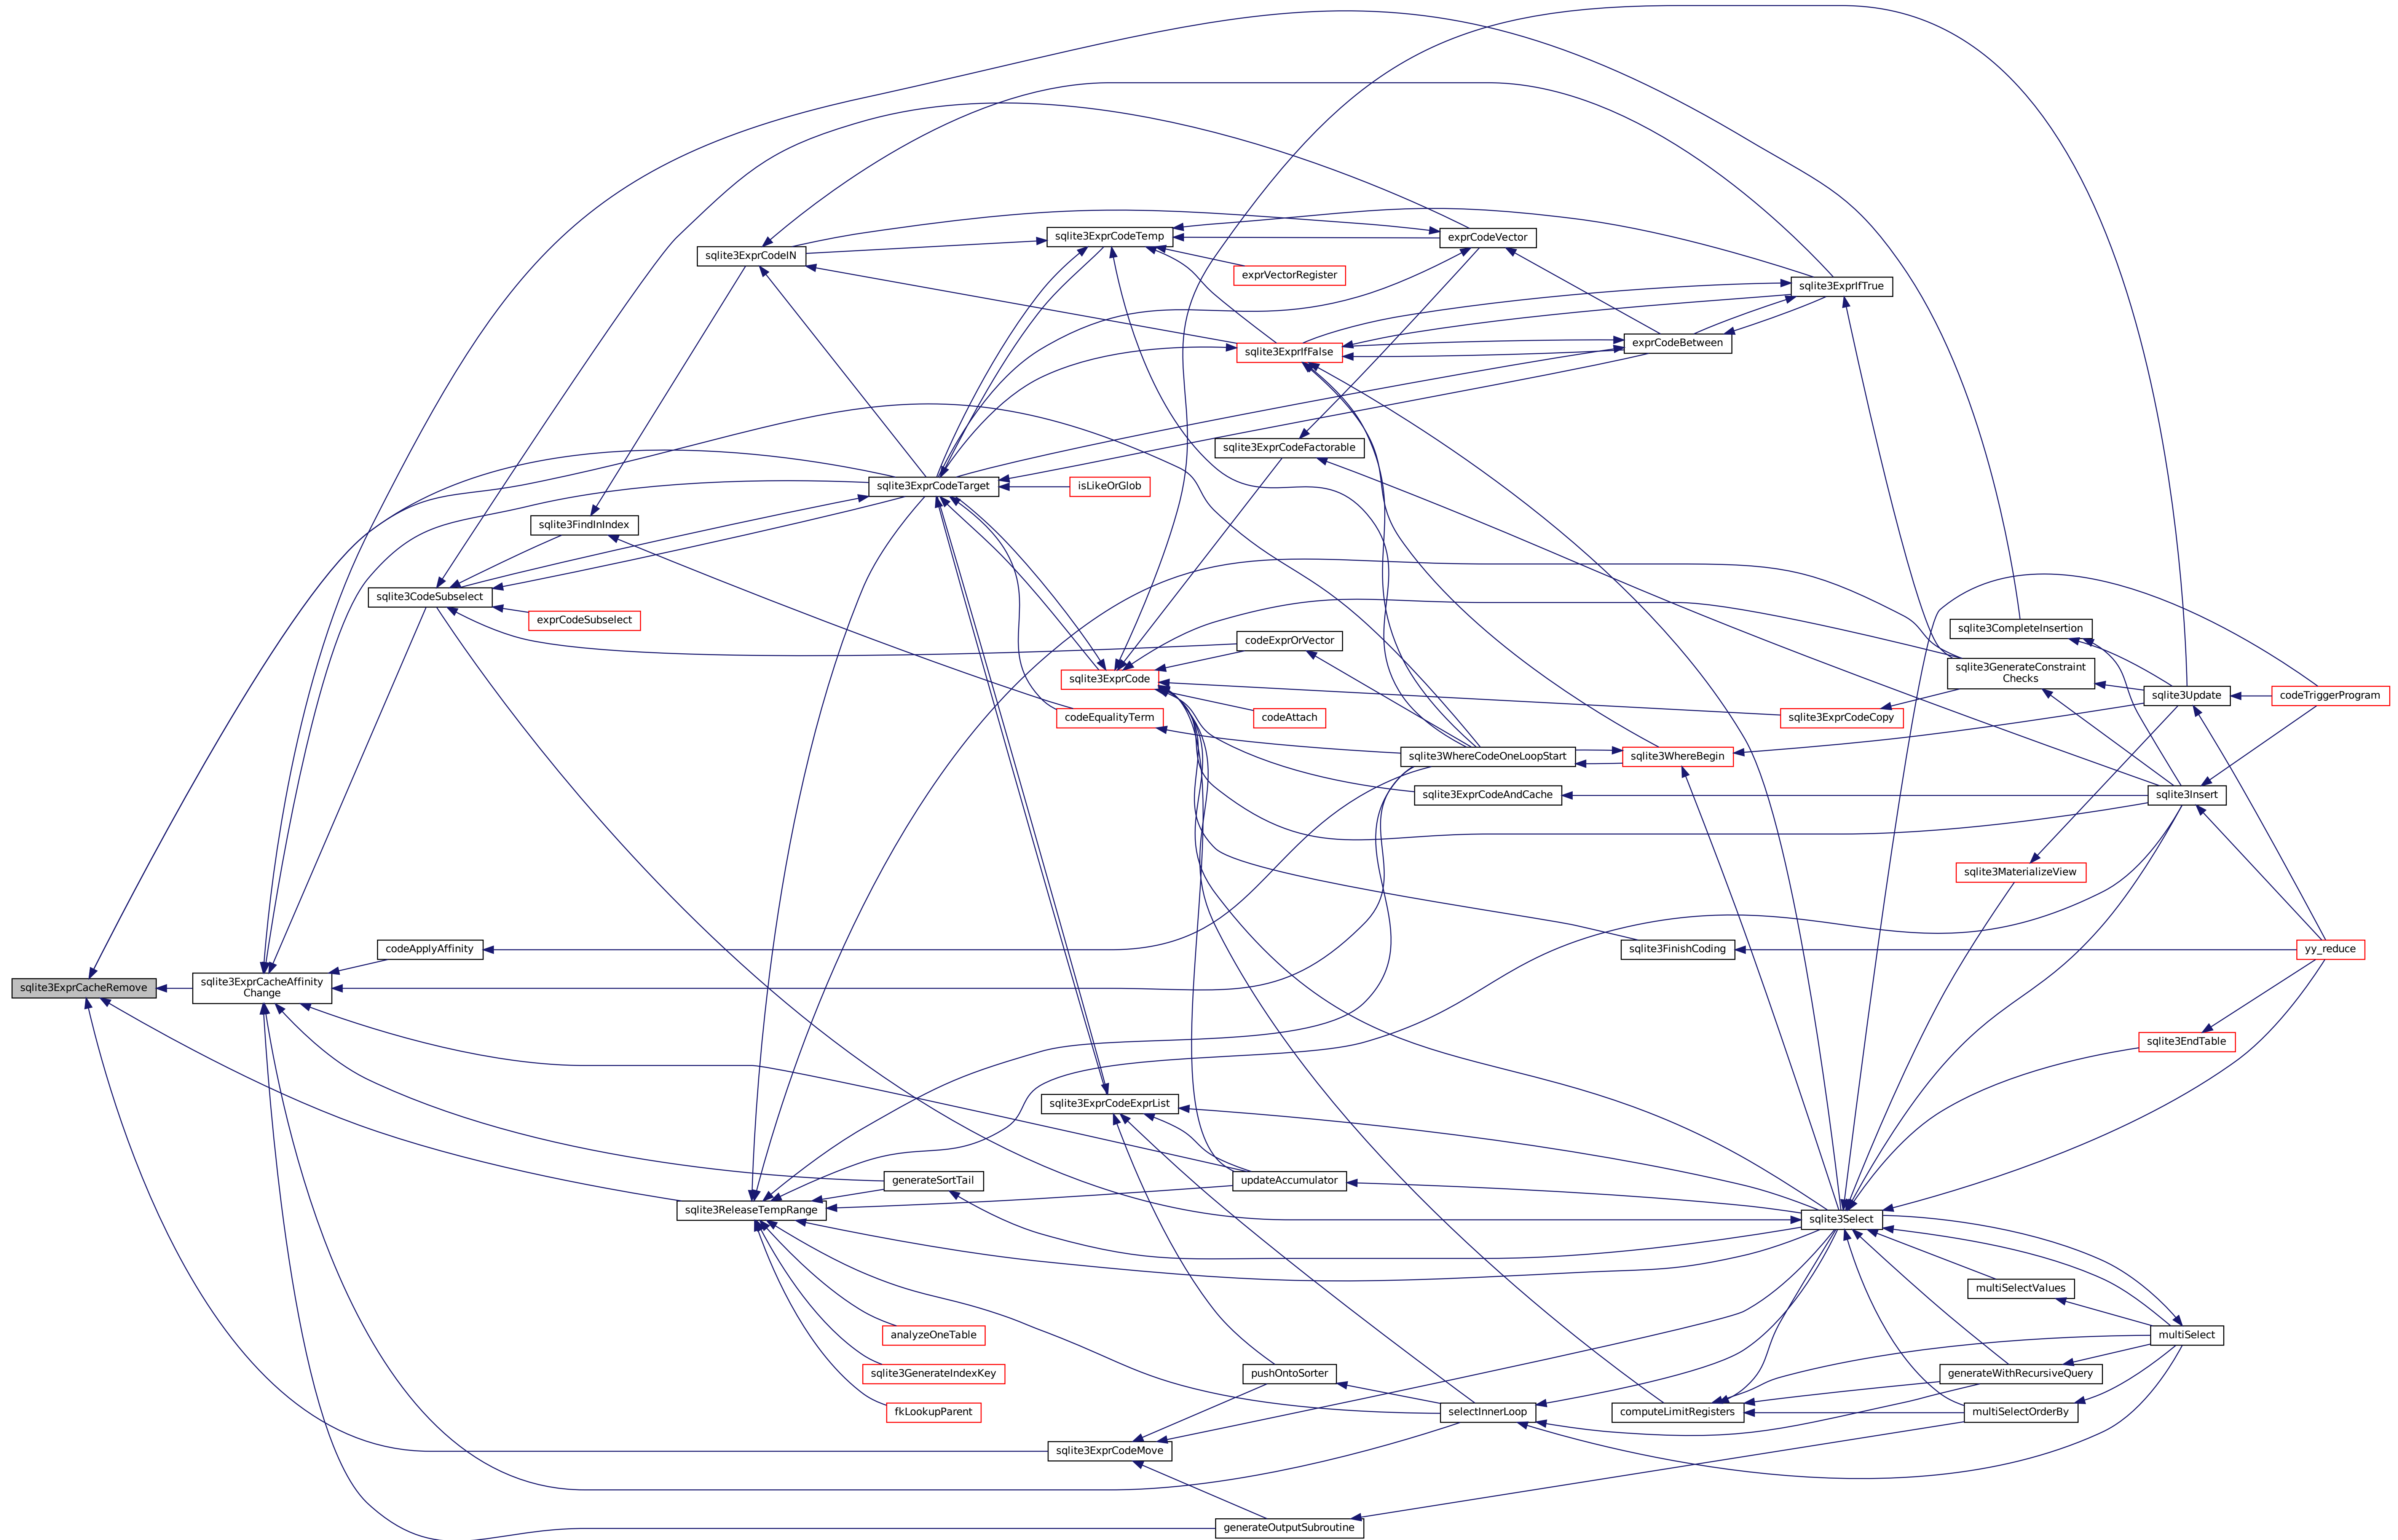 sqlite3ExprCodeTemp
exprCodeVector
sqlite3ExprCodeIN
exprVectorRegister
sqlite3ExprIfTrue
exprCodeBetween
sqlite3ExprIfFalse
sqlite3ExprCodeFactorable
sqlite3ExprCodeTarget
isLikeOrGlob
sqlite3FindInIndex
sqlite3CodeSubselect
exprCodeSubselect
sqlite3CompleteInsertion
codeExprOrVector
sqlite3GenerateConstraint
Checks
sqlite3ExprCode
sqlite3Update
codeTriggerProgram
codeEqualityTerm
codeAttach
sqlite3ExprCodeCopy
sqlite3WhereCodeOneLoopStart
sqlite3WhereBegin
sqlite3ExprCodeAndCache
sqlite3Insert
sqlite3MaterializeView
codeApplyAffinity
sqlite3FinishCoding
yy_reduce
sqlite3ExprCacheRemove
sqlite3ExprCacheAffinity
Change
sqlite3EndTable
sqlite3ExprCodeExprList
generateSortTail
updateAccumulator
sqlite3ReleaseTempRange
sqlite3Select
multiSelectValues
analyzeOneTable
multiSelect
sqlite3GenerateIndexKey
pushOntoSorter
generateWithRecursiveQuery
fkLookupParent
selectInnerLoop
computeLimitRegisters
multiSelectOrderBy
sqlite3ExprCodeMove
generateOutputSubroutine